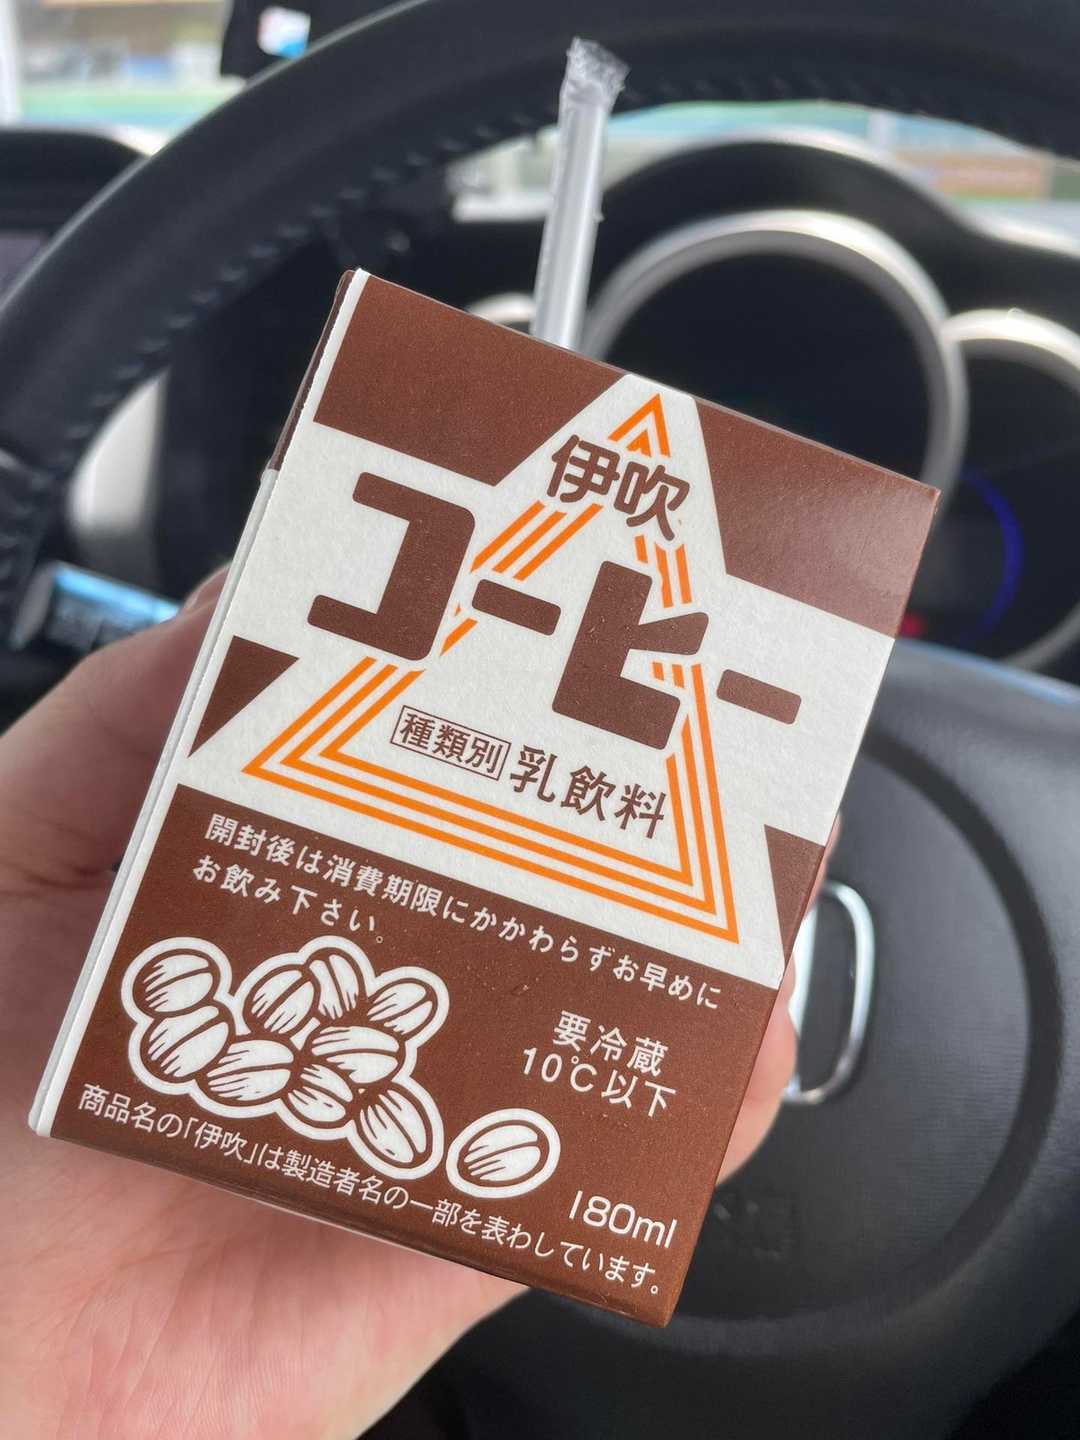 伊吹
コーヒー
種類別 乳飲料
開封後は消費期限にかかわらずお早めに
お飲み下さい。
要冷蔵
10℃以下
商品名の「伊吹」は製造者名の一部を表わしています。
180ml